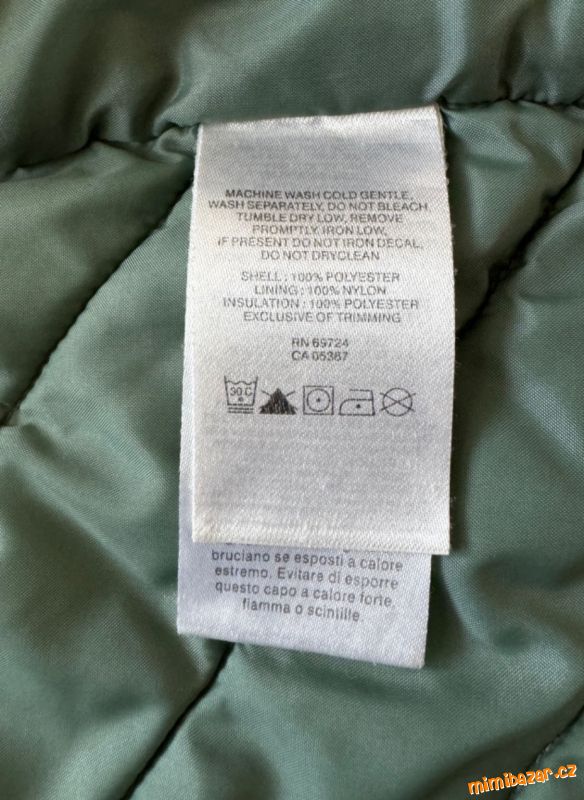 MACHINE WASH COLD GENTLE,
WASH SEPARATELY, DO NOT BLEACH
TUMBLE DRY LOW, REMOVE
PROMPTLY. IRON LOW,
IF PRESENT DO NOT IRON DECAL,
DO NOT DRYCLEAN
SHELL : 100% POLYESTER
LINING : 100% NYLON
INSULATION : 100% POLYESTER
EXCLUSIVE OF TRIMMING
RN 69724
CA 05367
30 C
bruciano se esposti a calore
estremo. Evitare di esporre
questo capo a calore forte,
fiamma o scintille.
mimibazar.cz